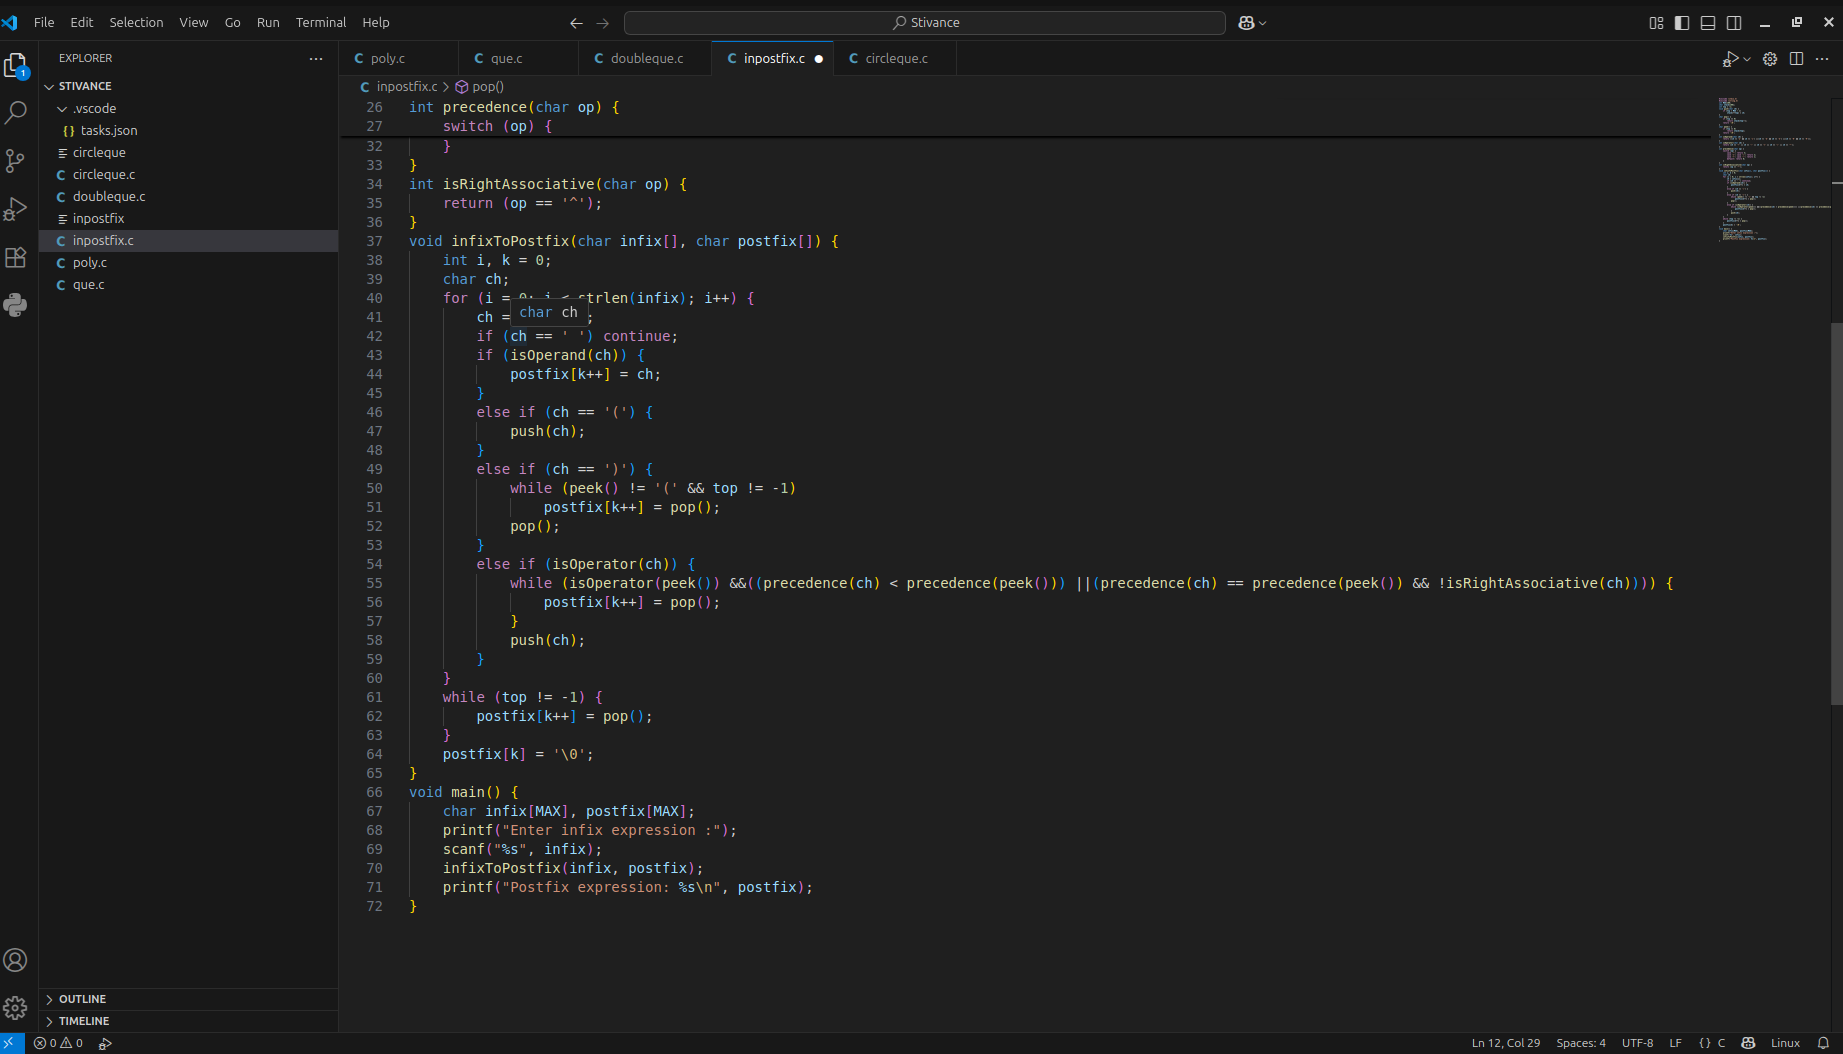 File Edit Selection View Go Run Terminal Help
Stivance
EXPLORER
poly.c que.c doubleque.c inpostfix.c circleque.c
STIVANCE
.vscode
{} tasks.json
circleque
C circleque.c
C doubleque.c
inpostfix
C inpostfix.c
C poly.c
C que.c
OUTLINE
TIMELINE
C inpostfix.c > pop()
26 int precedence(char op) {
27 switch (op) {
32 }
33 }
34 int isRightAssociative(char op) {
35 return (op == '^');
36 }
37 void infixToPostfix(char infix[], char postfix[]) {
38 int i, k = 0;
39 char ch;
40 for (i = 0; i < strlen(infix); i++) {
char ch
41 ch = ;
42 if (ch == ' ') continue;
43 if (isOperand(ch)) {
44 postfix[k++] = ch;
45 }
46 else if (ch == '(') {
47 push(ch);
48 }
49 else if (ch == ')') {
50 while (peek() != '(' && top != -1)
51 postfix[k++] = pop();
52 pop();
53 }
54 else if (isOperator(ch)) {
55 while (isOperator(peek()) &&((precedence(ch) < precedence(peek())) ||(precedence(ch) == precedence(peek()) && !isRightAssociative(ch)))) {
56 postfix[k++] = pop();
57 }
58 push(ch);
59 }
60 }
61 while (top != -1) {
62 postfix[k++] = pop();
63 }
64 postfix[k] = '\0';
65 }
66 void main() {
67 char infix[MAX], postfix[MAX];
68 printf("Enter infix expression :");
69 scanf("%s", infix);
70 infixToPostfix(infix, postfix);
71 printf("Postfix expression: %s\n", postfix);
72 }
0 0
Ln 12, Col 29 Spaces: 4 UTF-8 LF {} C Linux